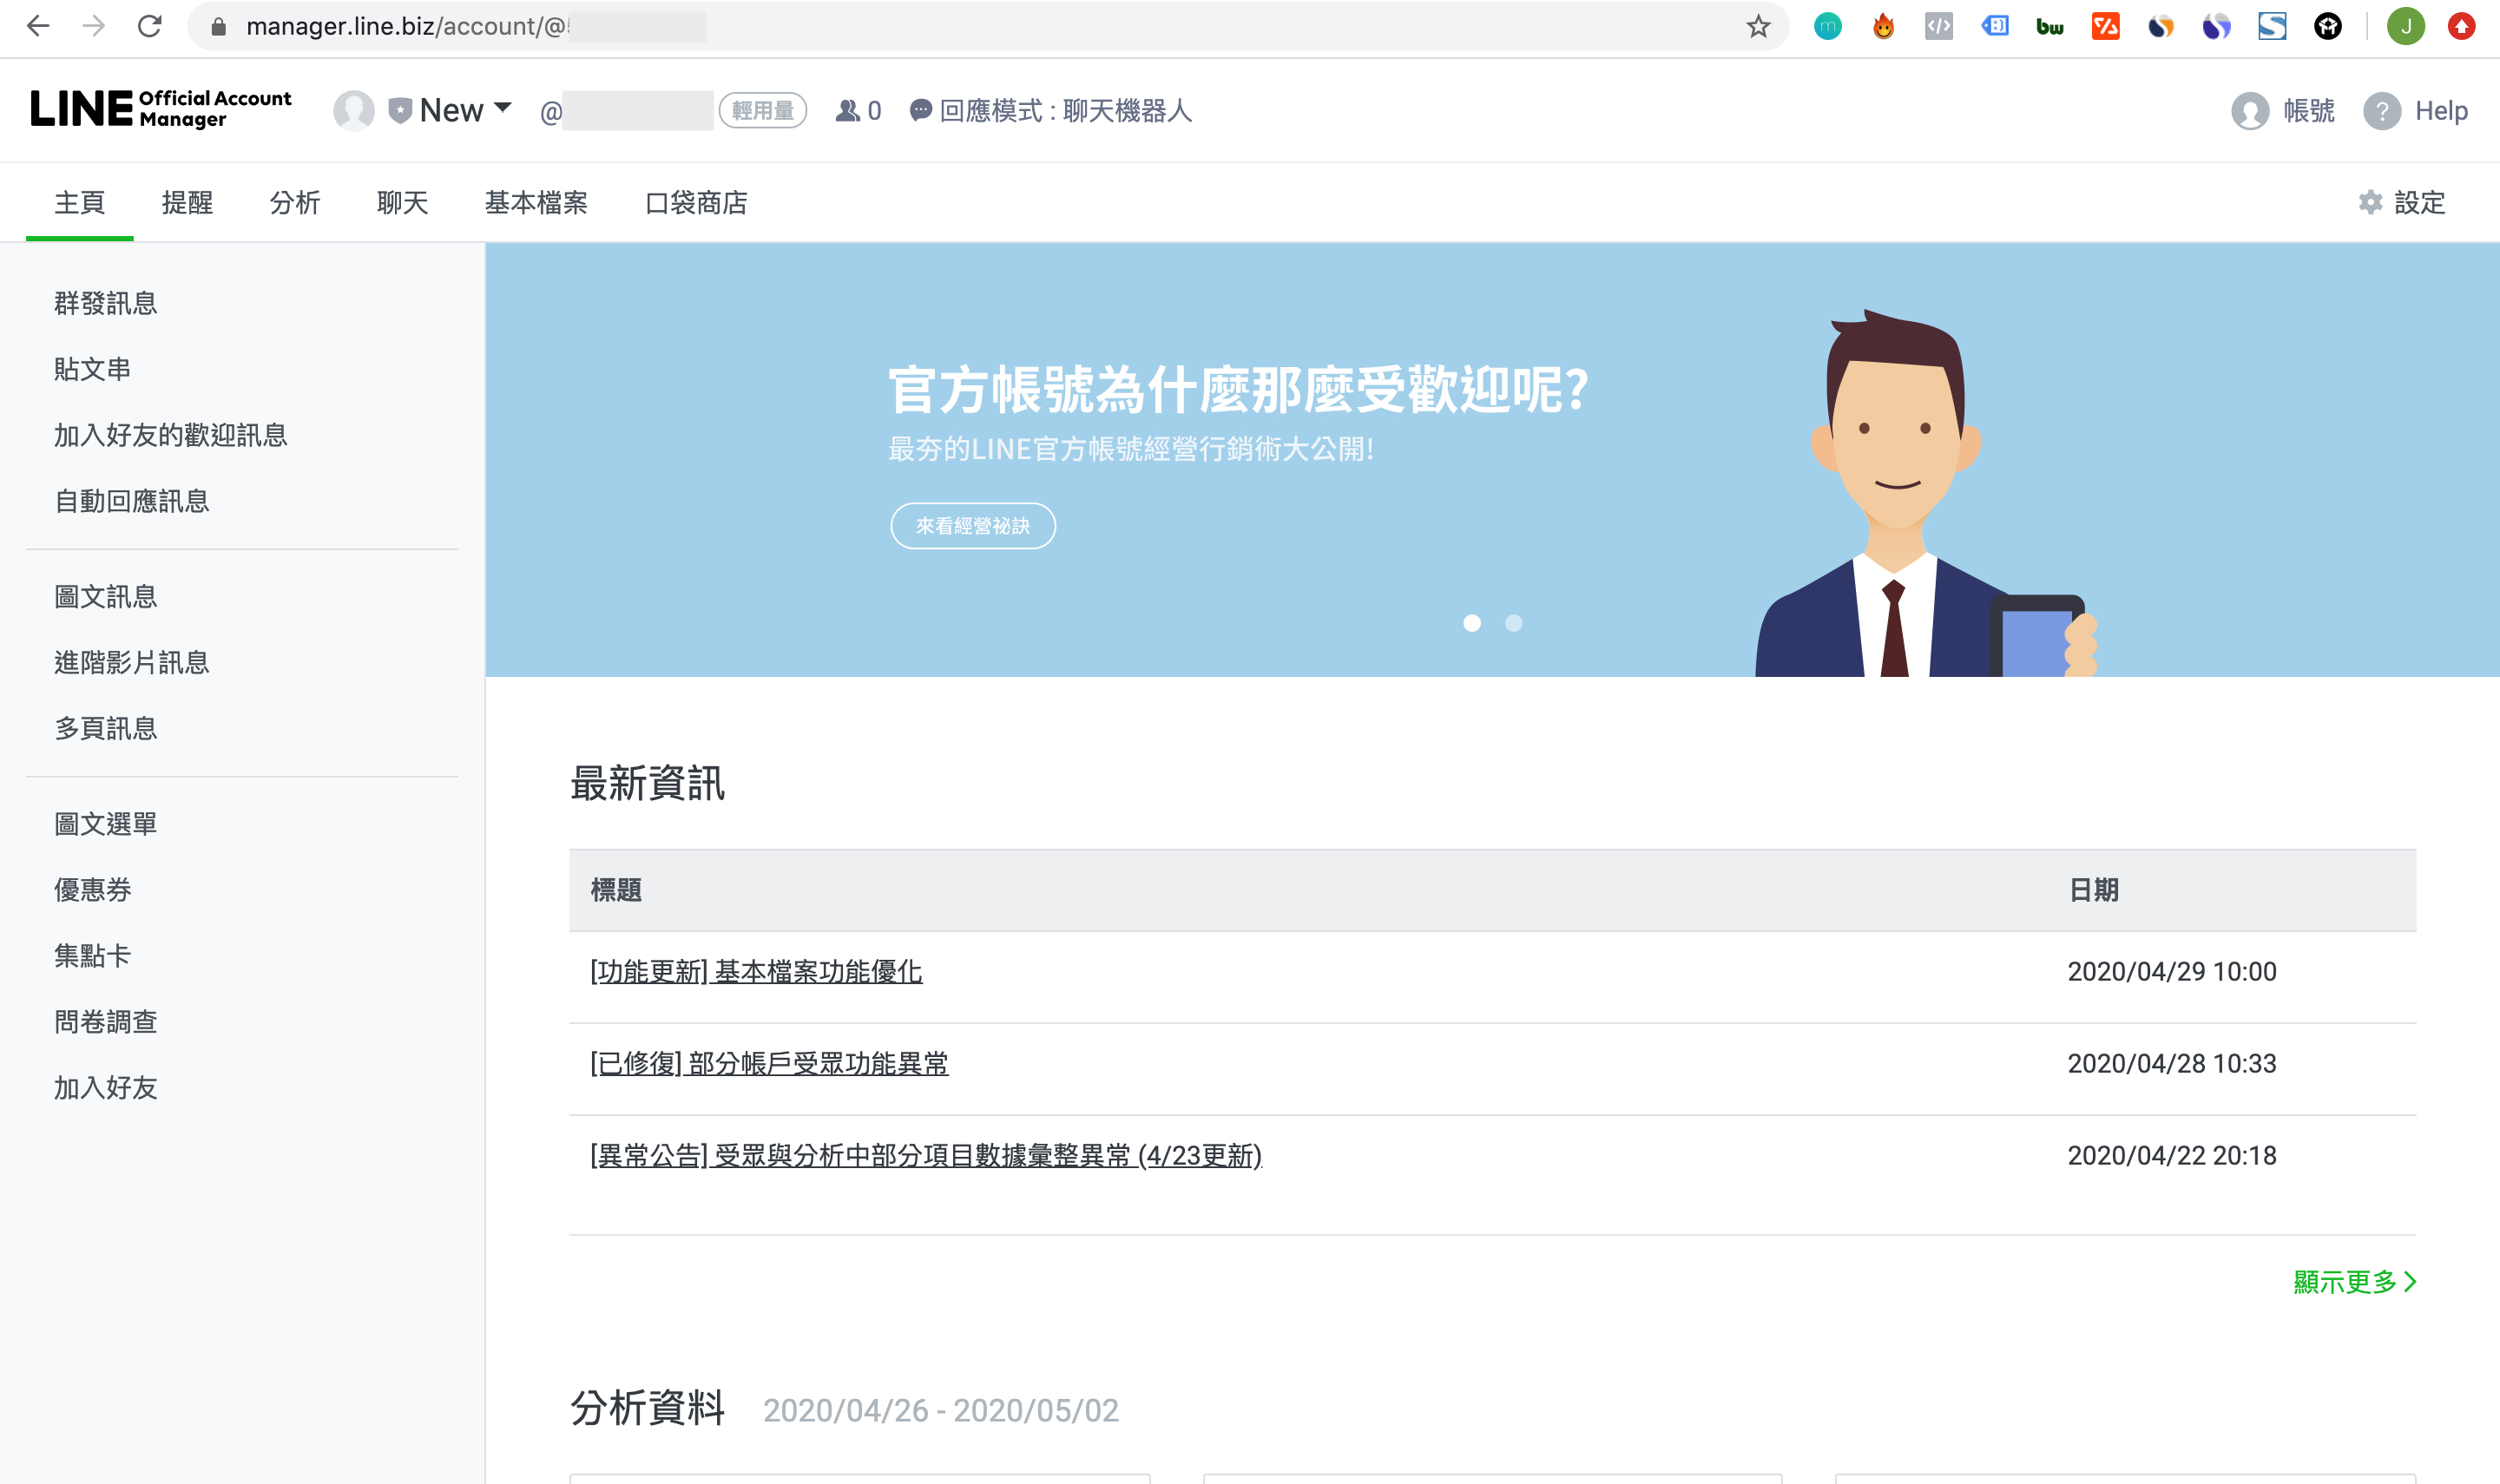 manager.line.biz/account/@
J
LINE Official Account Manager
New
@
輕用量
0
回應模式 : 聊天機器人
帳號
? Help
主頁
提醒
分析
聊天
基本檔案
口袋商店
設定
群發訊息
貼文串
加入好友的歡迎訊息
自動回應訊息
圖文訊息
進階影片訊息
多頁訊息
圖文選單
優惠券
集點卡
問卷調查
加入好友
官方帳號為什麼那麼受歡迎呢?
最夯的LINE官方帳號經營行銷術大公開!
來看經營祕訣
最新資訊
標題 日期
[功能更新] 基本檔案功能優化 2020/04/29 10:00
[已修復] 部分帳戶受眾功能異常 2020/04/28 10:33
[異常公告] 受眾與分析中部分項目數據彙整異常 (4/23更新) 2020/04/22 20:18
顯示更多
分析資料 2020/04/26 - 2020/05/02